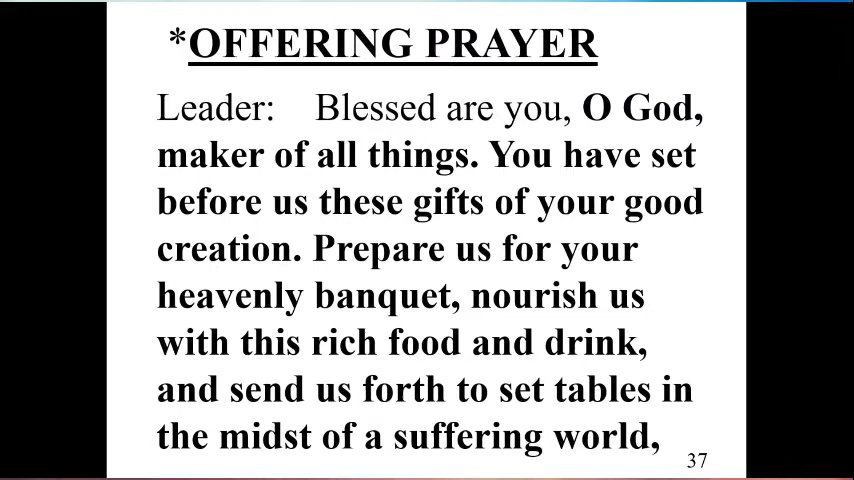 *OFFERING PRAYER
Leader: Blessed are you, O God,
maker of all things. You have set
before us these gifts of your good
creation. Prepare us for your
heavenly banquet, nourish us
with this rich food and drink,
and send us forth to set tables in
the midst of a suffering world,
37